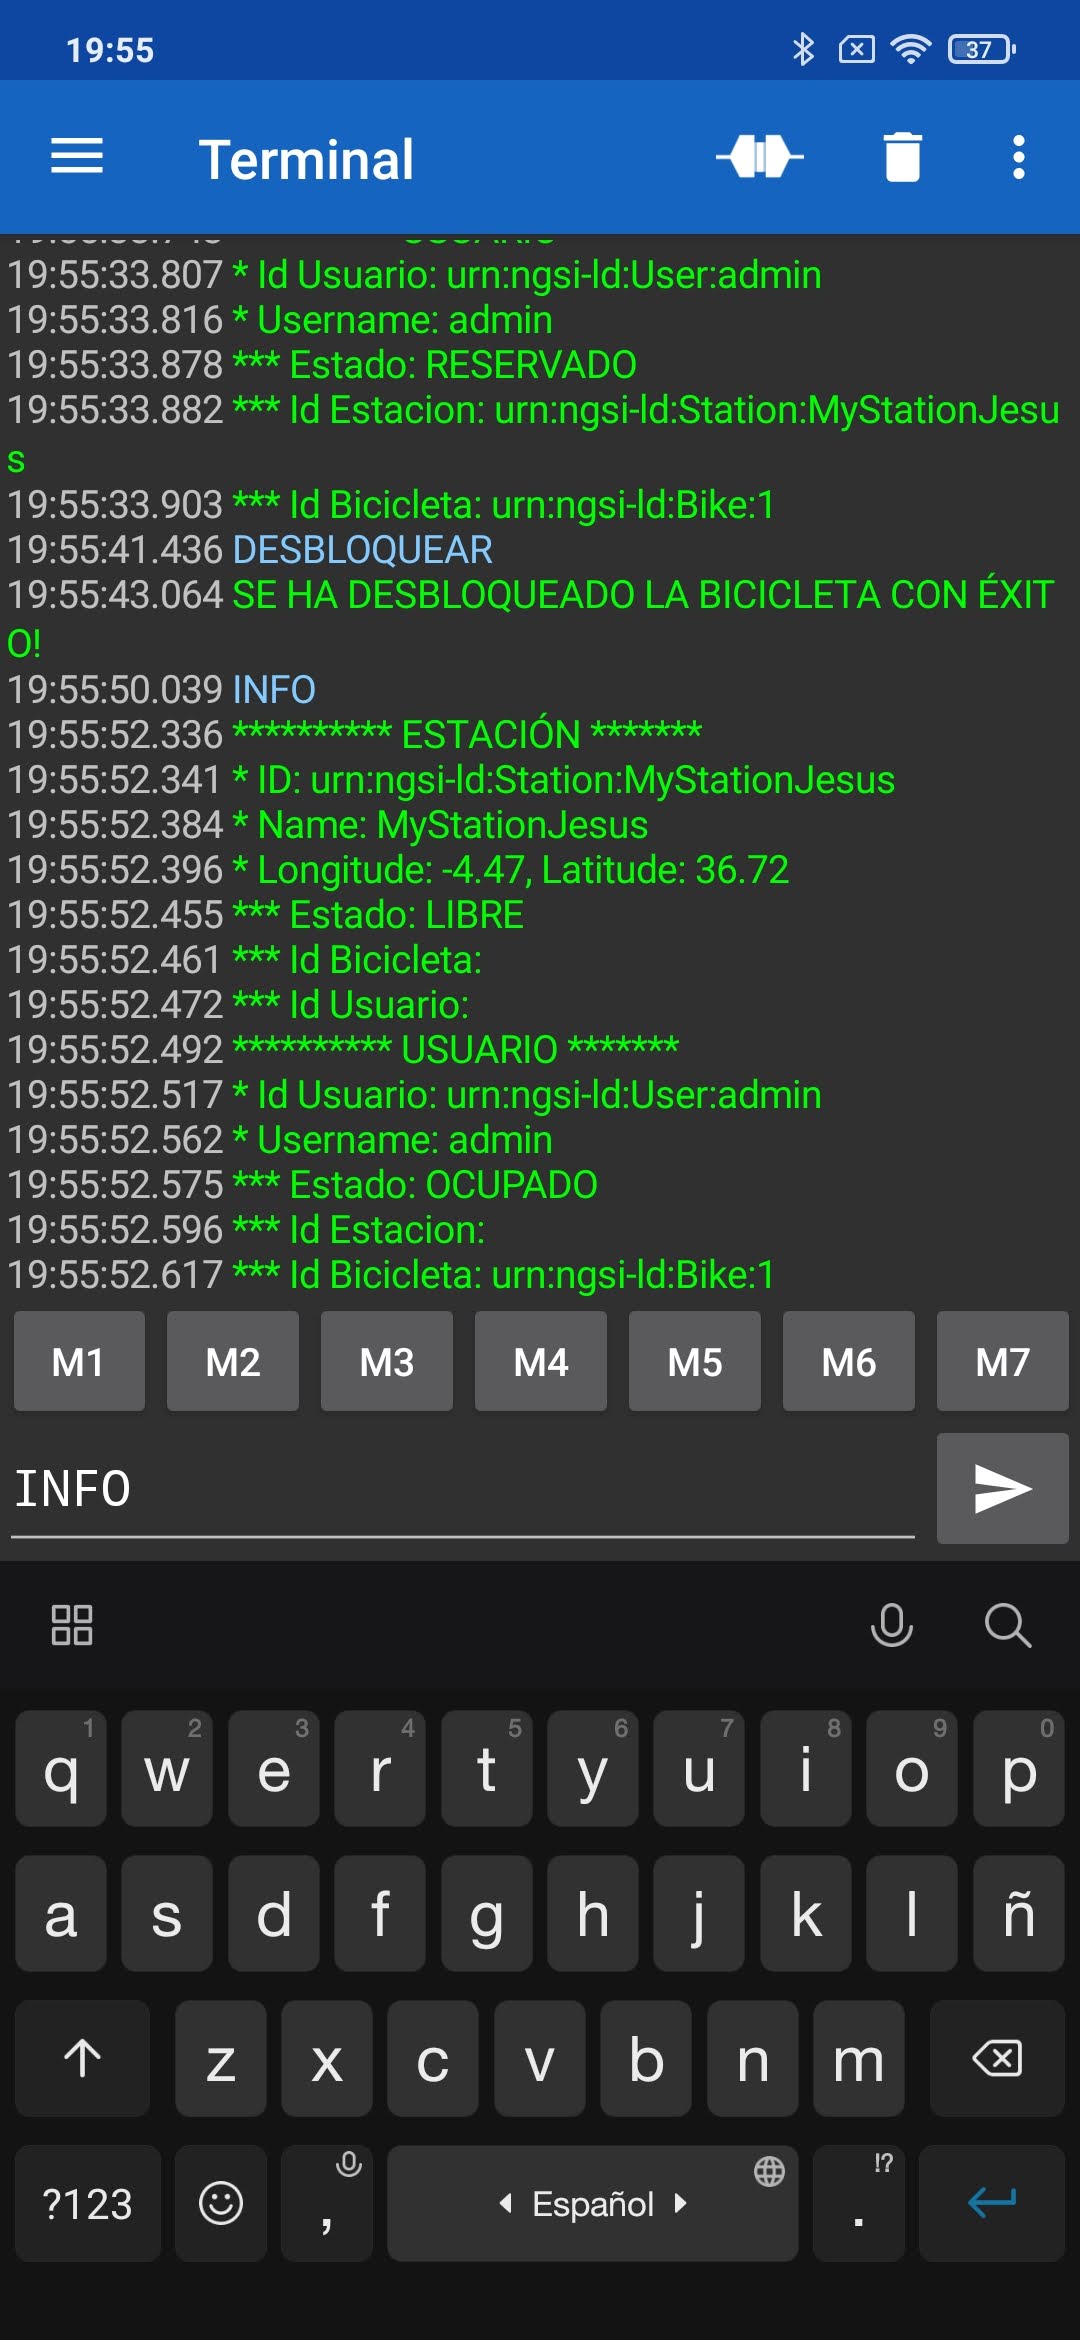 19:55
37
Terminal
19:55:33.807 * Id Usuario: urn:ngsi-ld:User:admin
19:55:33.816 * Username: admin
19:55:33.878 *** Estado: RESERVADO
19:55:33.882 *** Id Estacion: urn:ngsi-ld:Station:MyStationJesu
s
19:55:33.903 *** Id Bicicleta: urn:ngsi-ld:Bike:1
19:55:41.436 DESBLOQUEAR
19:55:43.064 SE HA DESBLOQUEADO LA BICICLETA CON ÉXIT
O!
19:55:50.039 INFO
19:55:52.336 ********** ESTACIÓN *******
19:55:52.341 * ID: urn:ngsi-ld:Station:MyStationJesus
19:55:52.384 * Name: MyStationJesus
19:55:52.396 * Longitude: -4.47, Latitude: 36.72
19:55:52.455 *** Estado: LIBRE
19:55:52.461 *** Id Bicicleta:
19:55:52.472 *** Id Usuario:
19:55:52.492 ********** USUARIO *******
19:55:52.517 * Id Usuario: urn:ngsi-ld:User:admin
19:55:52.562 * Username: admin
19:55:52.575 *** Estado: OCUPADO
19:55:52.596 *** Id Estacion:
19:55:52.617 *** Id Bicicleta: urn:ngsi-ld:Bike:1
M1 M2 M3 M4 M5 M6 M7
INFO
1 2 3 4 5 6 7 8 9 0
q w e r t y u i o p
a s d f g h j k l ñ
z x c v b n m
?123 , Español . !?